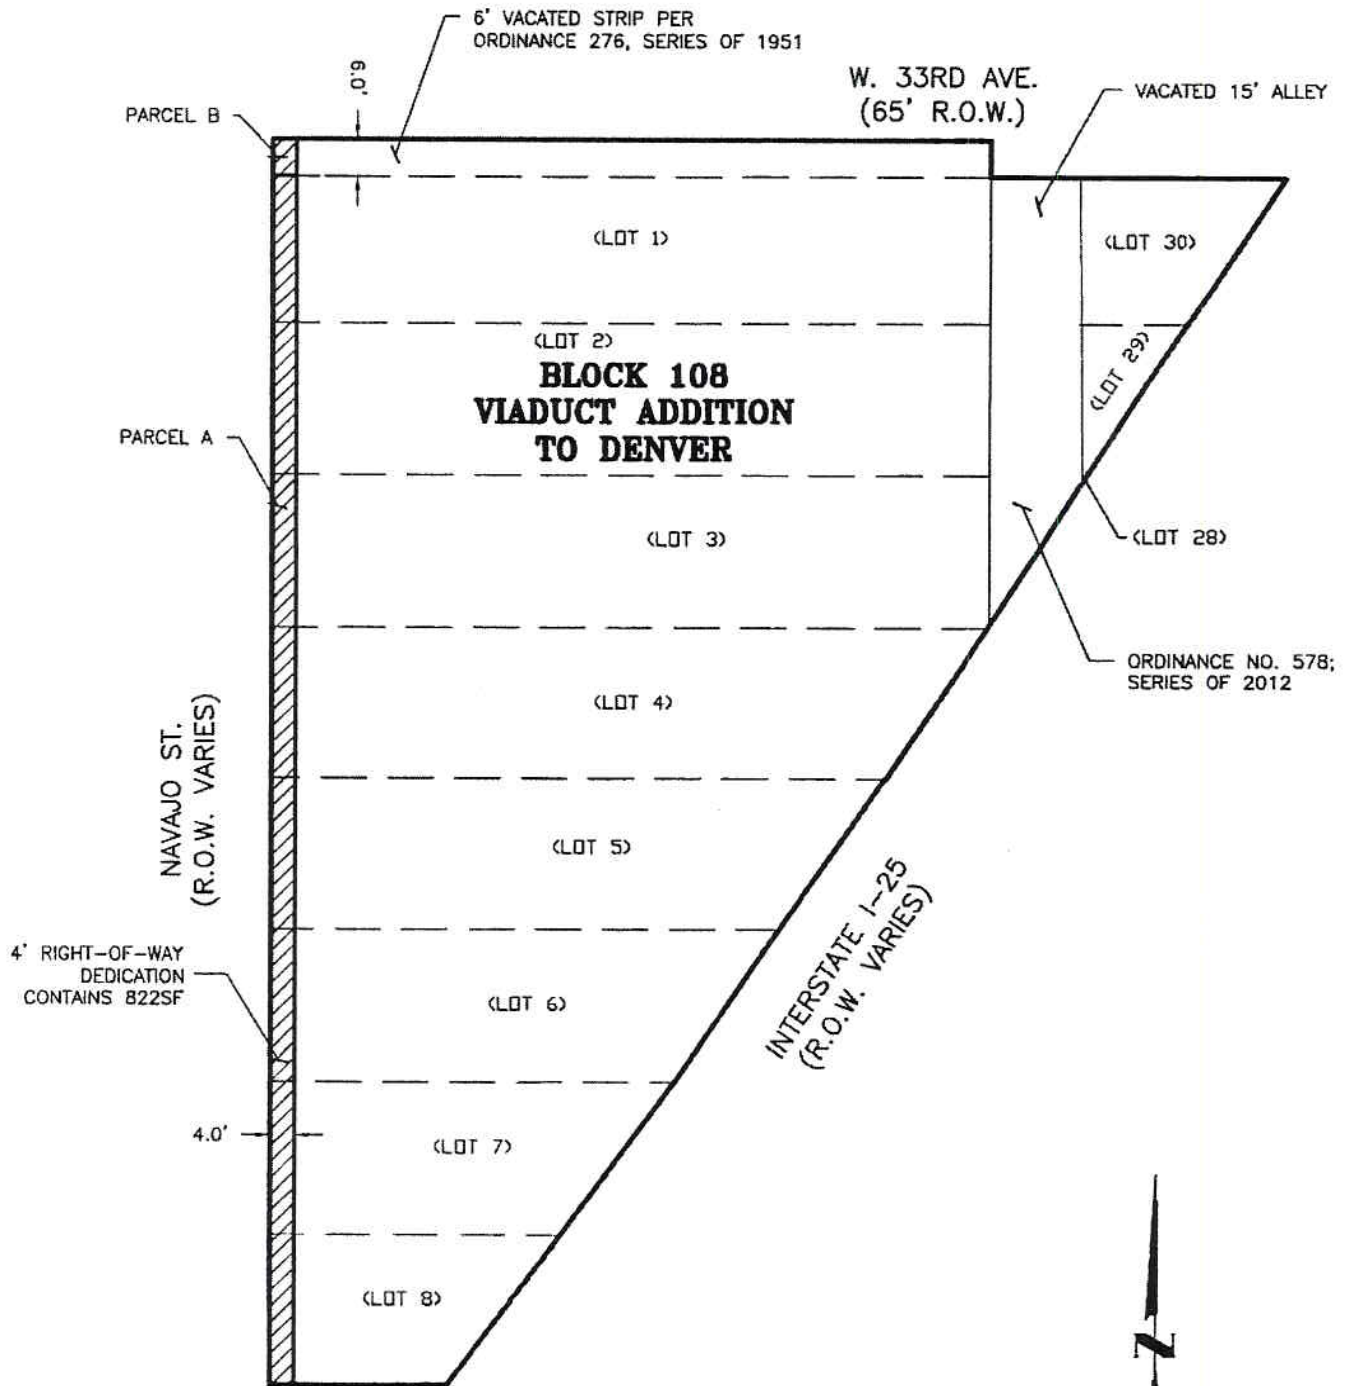 6' VACATED STRIP PER
ORDINANCE 276, SERIES OF 1951
6.0'
W. 33RD AVE.
(65' R.O.W.)
VACATED 15' ALLEY
PARCEL B
(LOT 1)
(LOT 30)
(LOT 2)
(LOT 29)
BLOCK 108
VIADUCT ADDITION
TO DENVER
PARCEL A
(LOT 3)
(LOT 28)
ORDINANCE NO. 578;
SERIES OF 2012
(LOT 4)
NAVAJO ST.
(R.O.W. VARIES)
(LOT 5)
INTERSTATE I-25
(R.O.W. VARIES)
4' RIGHT-OF-WAY
DEDICATION
CONTAINS 822SF
(LOT 6)
4.0'
(LOT 7)
(LOT 8)
N